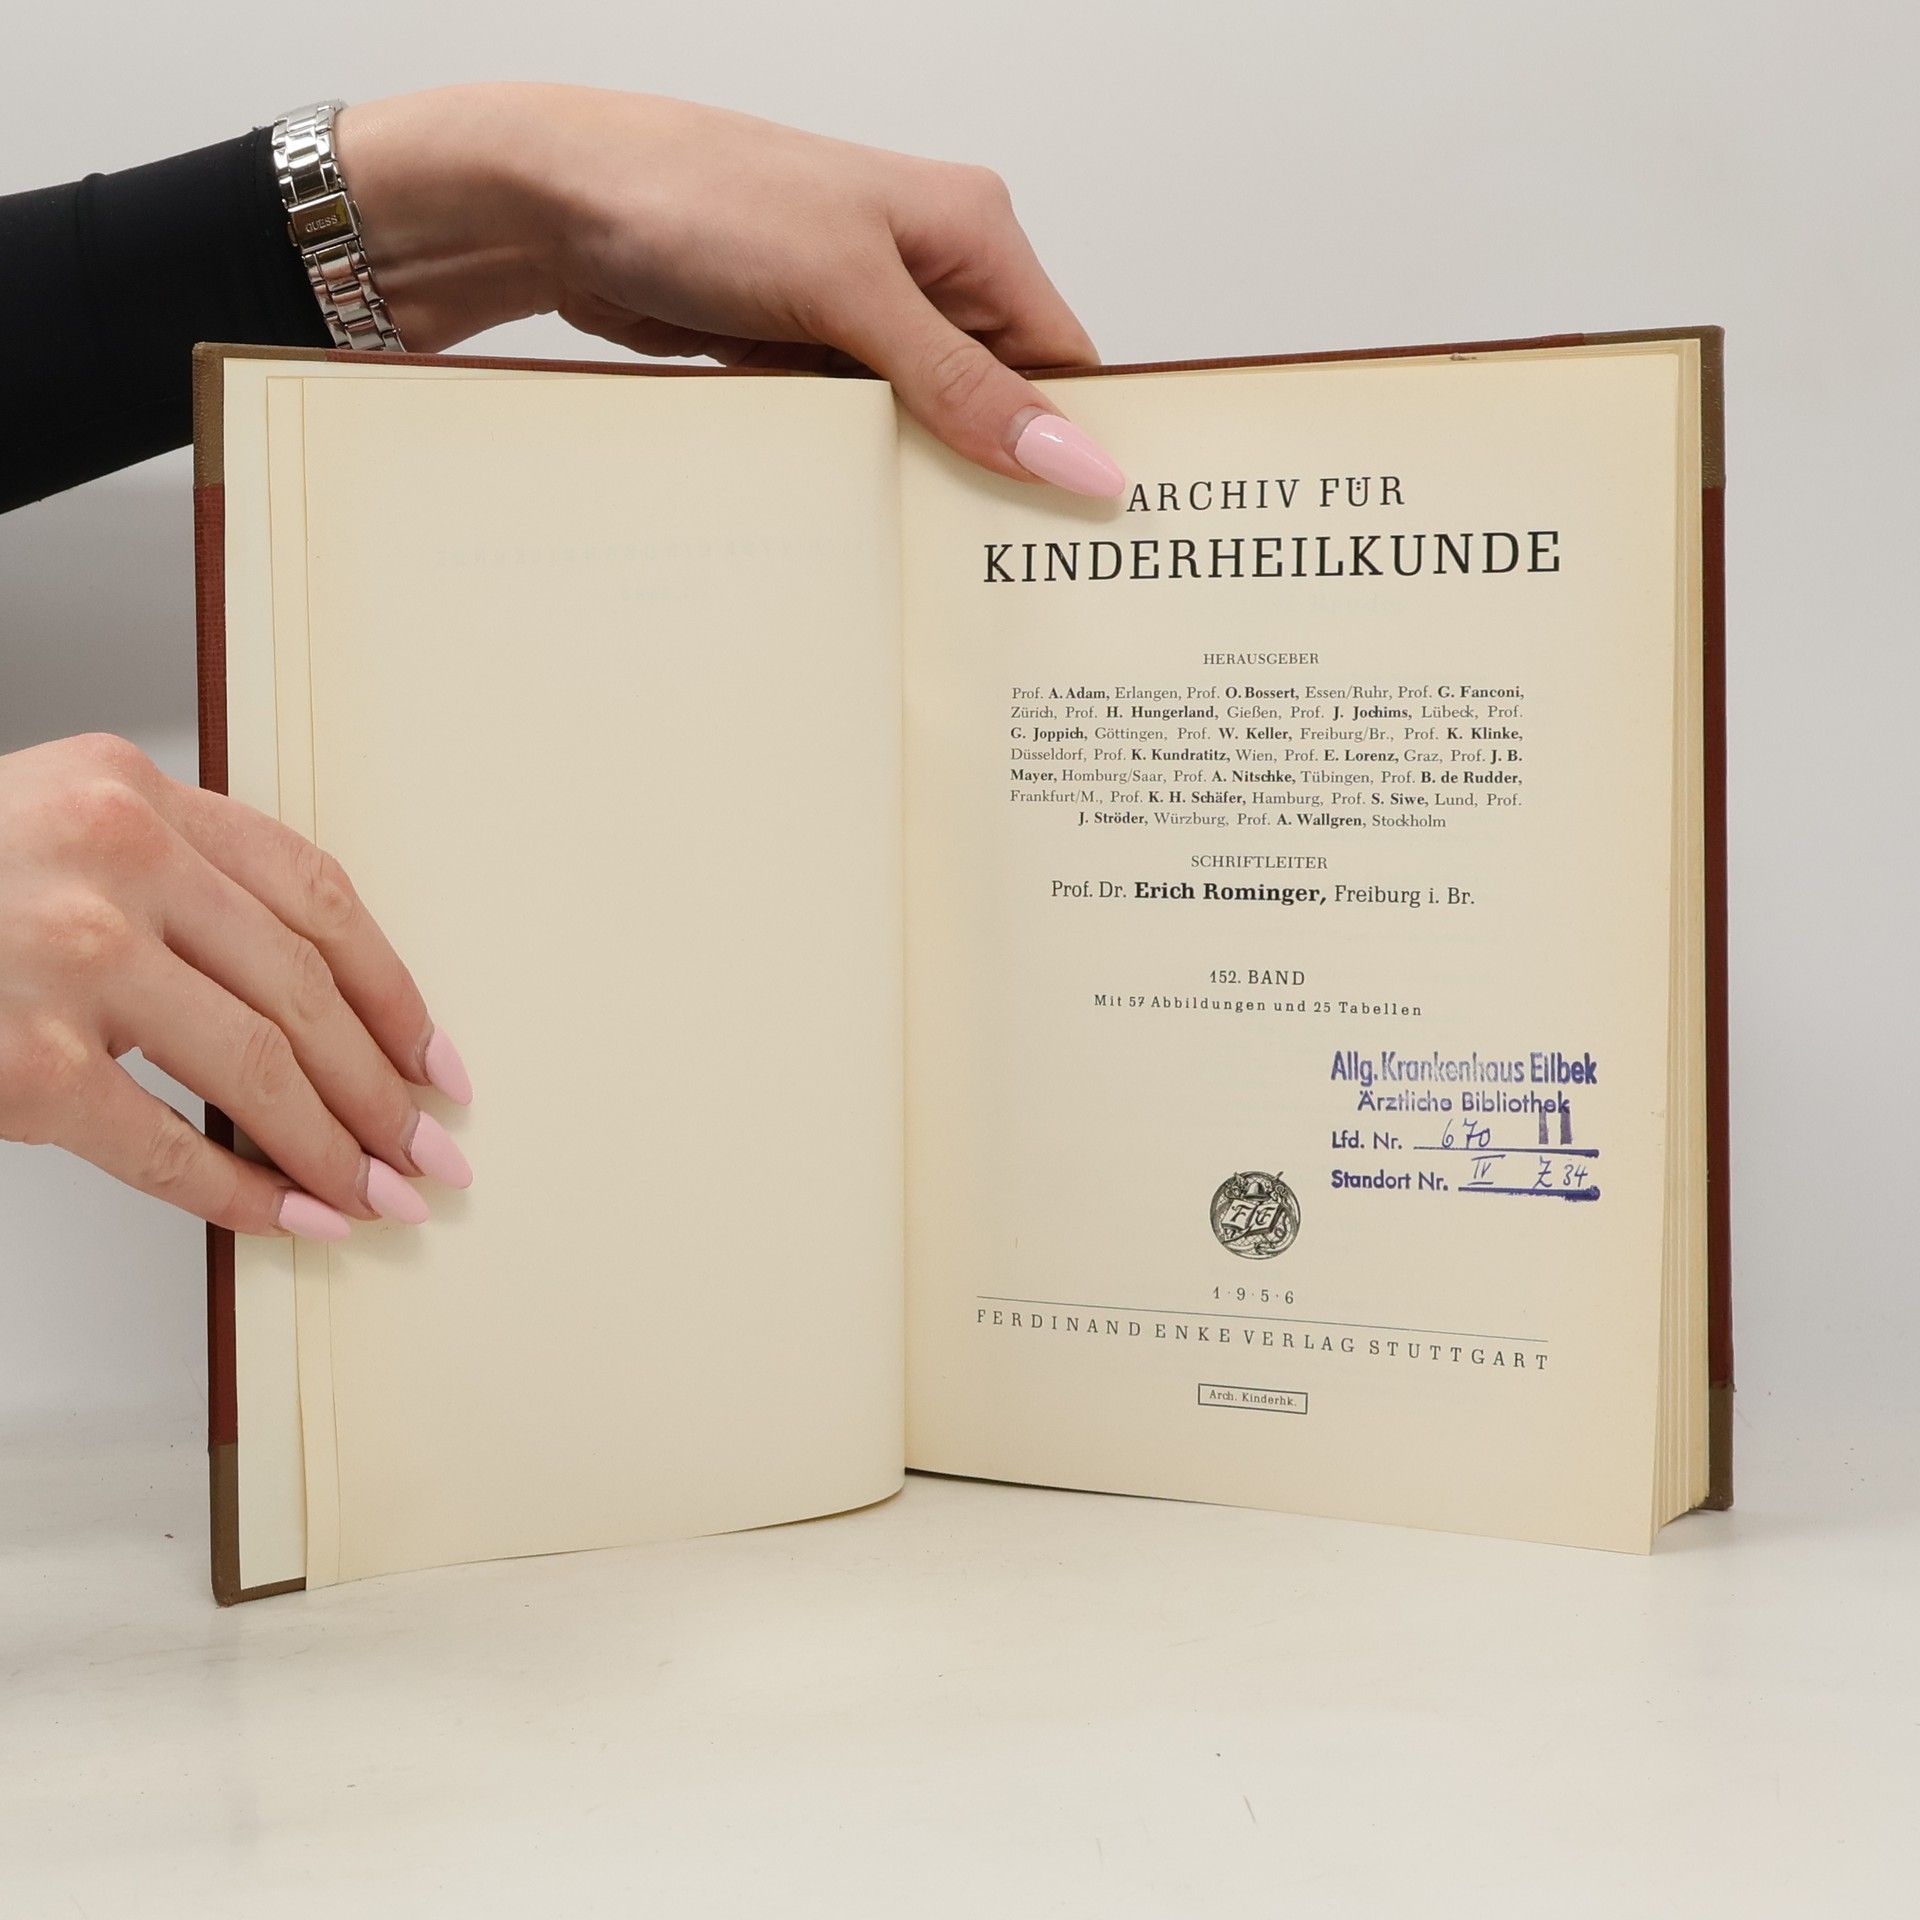 GUESS
ARCHIV FÜR
KINDERHEILKUNDE
HERAUSGEBER
Prof. A. Adam, Erlangen, Prof. O. Bossert, Essen/Ruhr, Prof. G. Fanconi,
Zürich, Prof. H. Hungerland, Gießen, Prof. J. Jochims, Lübeck, Prof.
G. Joppich, Göttingen, Prof. W. Keller, Freiburg/Br., Prof. K. Klinke,
Düsseldorf, Prof. K. Kundratitz, Wien, Prof. E. Lorenz, Graz, Prof. J. B.
Mayer, Homburg/Saar, Prof. A. Nitschke, Tübingen, Prof. B. de Rudder,
Frankfurt/M., Prof. K. H. Schäfer, Hamburg, Prof. S. Siwe, Lund, Prof.
J. Ströder, Würzburg, Prof. A. Wallgren, Stockholm
SCHRIFTLEITER
Prof. Dr. Erich Rominger, Freiburg i. Br.
152. BAND
Mit 57 Abbildungen und 25 Tabellen
Allg. Krankenhaus Eilbek
Ärztliche Bibliothek
Lfd. Nr. 670 II
Standort Nr. IV Z 34
F E
1·9·5·6
FERDINAND ENKE VERLAG STUTTGART
Arch. Kinderhk.